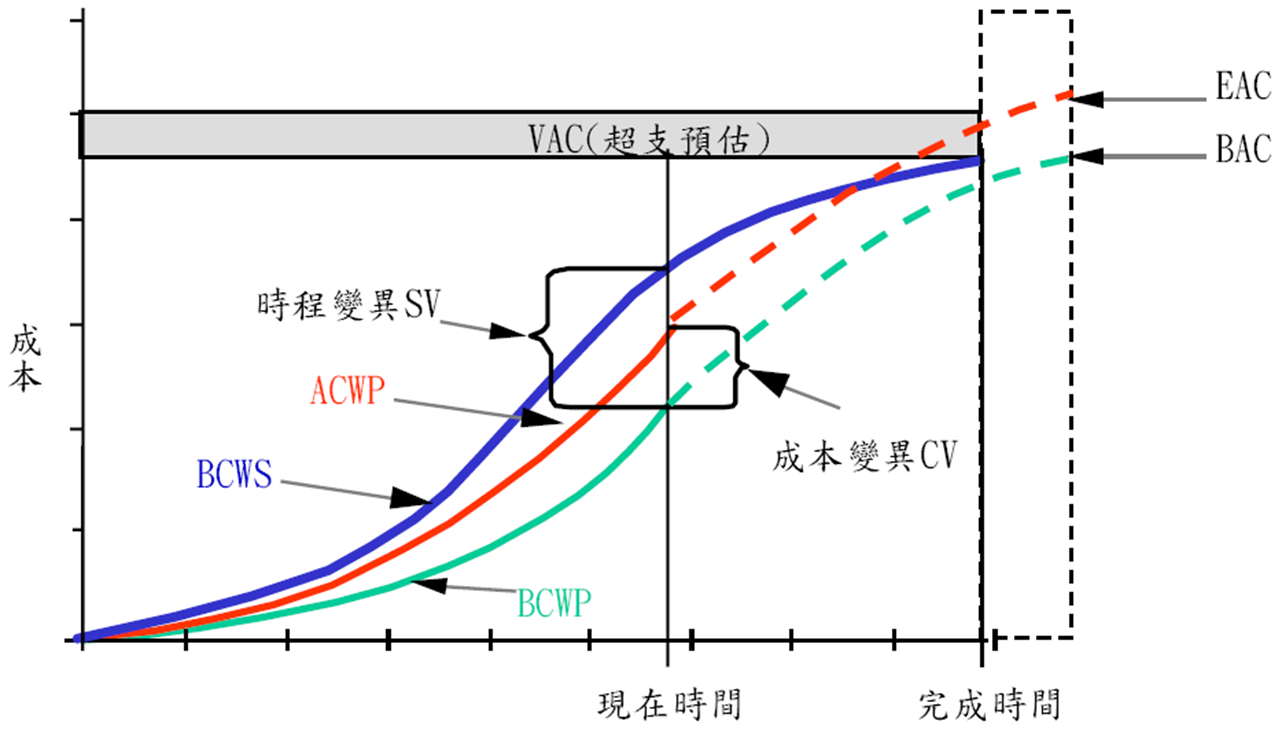 EAC
VAC(超支預估)
BAC
時程變異SV
成本
ACWP
成本變異CV
BCWS
BCWP
現在時間
完成時間